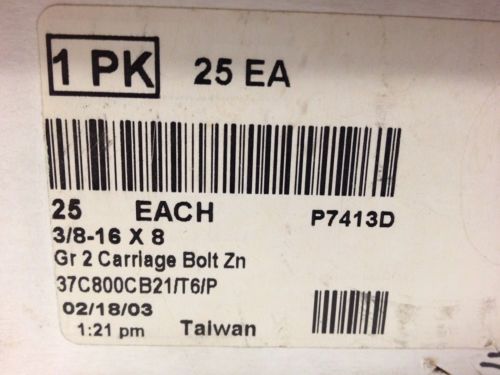 1 PK 25 EA
25 EACH P7413D
3/8-16 X 8
Gr 2 Carriage Bolt Zn
37C800CB21/T6/P
02/18/03
1:21 pm Taiwan